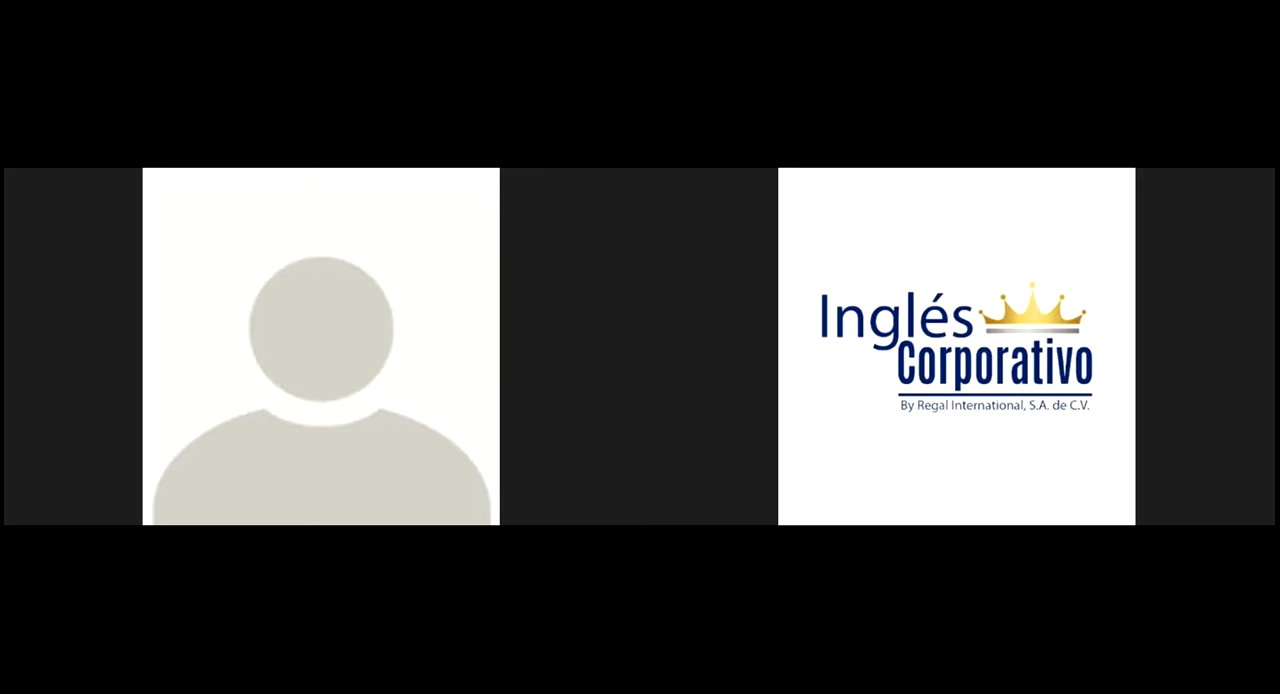 Inglés
Corporativo
By Regal International, S.A. de C.V.